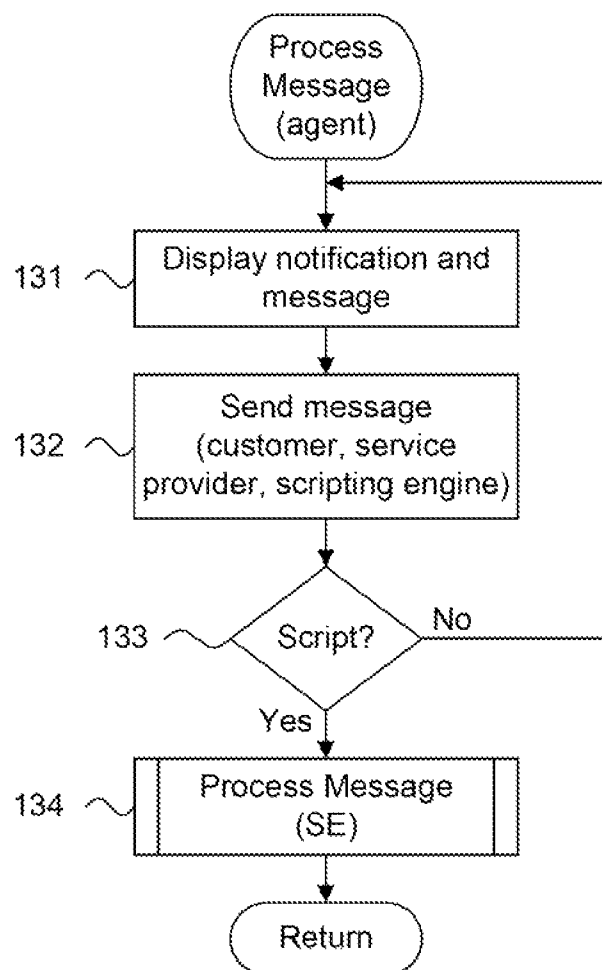 Process
Message
(agent)
131
Display notification and
message
132
Send message
(customer, service
provider, scripting engine)
133
Script?
No
Yes
134
Process Message
(SE)
Return